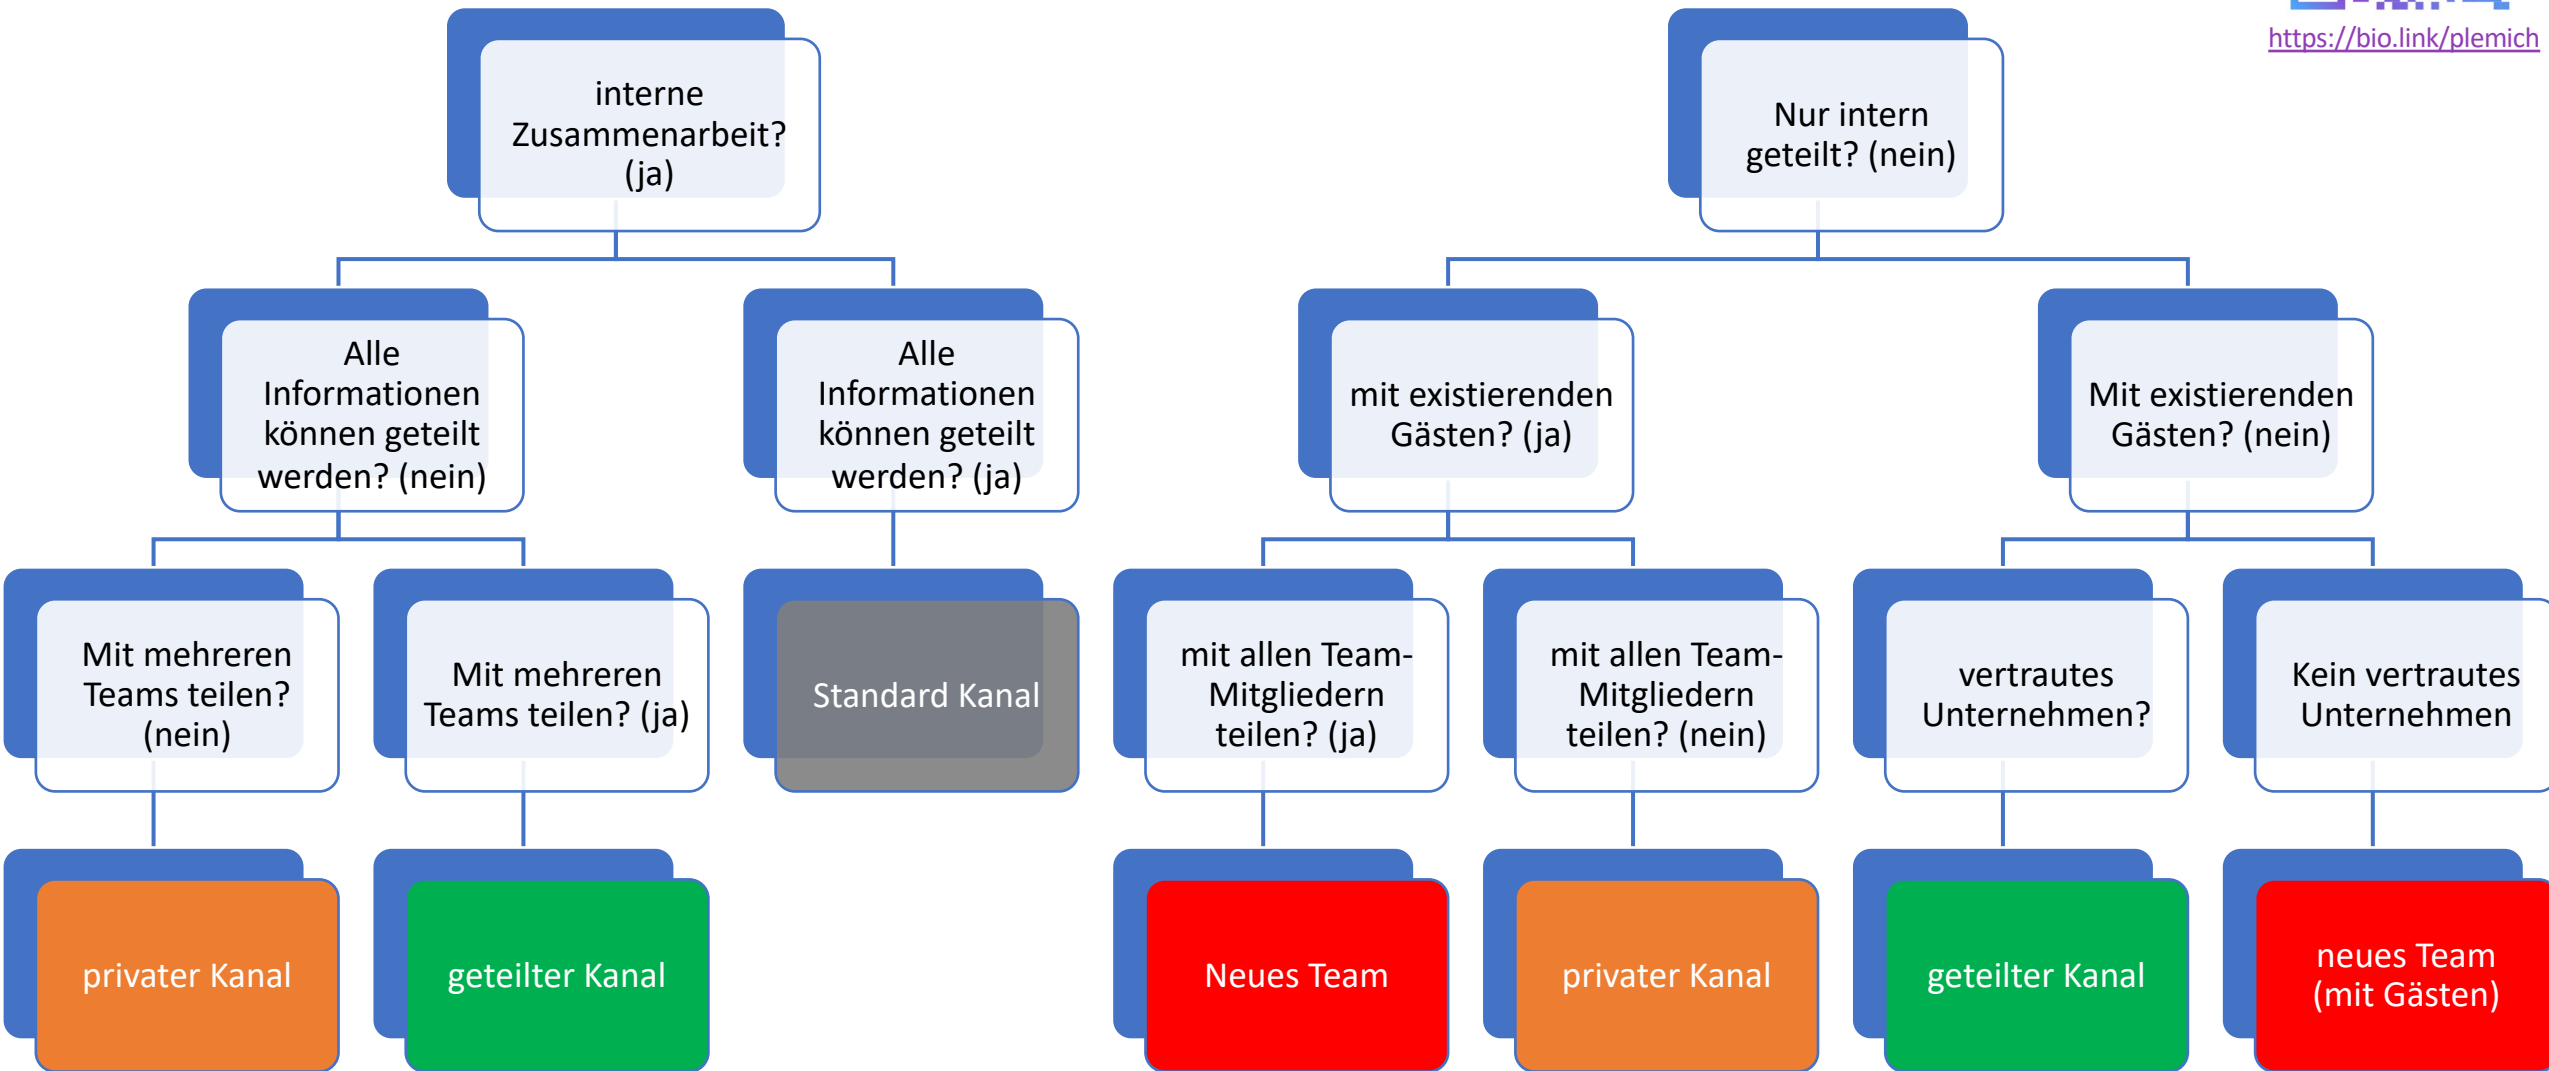 https://bio.link/plemich
interne
Zusammenarbeit?
(ja)
Nur intern
geteilt? (nein)
Alle
Informationen
können geteilt
werden? (nein)
Alle
Informationen
können geteilt
werden? (ja)
mit existierenden
Gästen? (ja)
Mit existierenden
Gästen? (nein)
Mit mehreren
Teams teilen?
(nein)
Mit mehreren
Teams teilen? (ja)
Standard Kanal
mit allen Team-
Mitgliedern
teilen? (ja)
mit allen Team-
Mitgliedern
teilen? (nein)
vertrautes
Unternehmen?
Kein vertrautes
Unternehmen
privater Kanal
geteilter Kanal
Neues Team
privater Kanal
geteilter Kanal
neues Team
(mit Gästen)